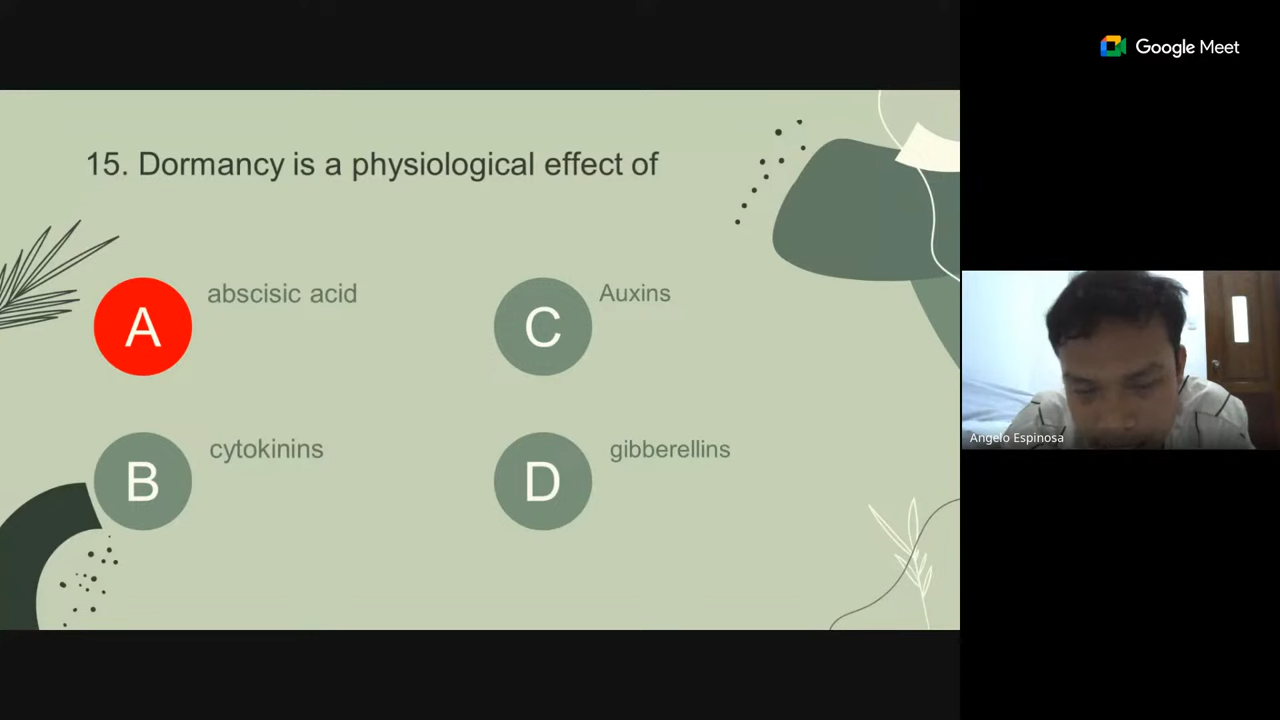 Google Meet
15. Dormancy is a physiological effect of
A
abscisic acid
C
Auxins
B
cytokinins
D
gibberellins
Angelo Espinosa